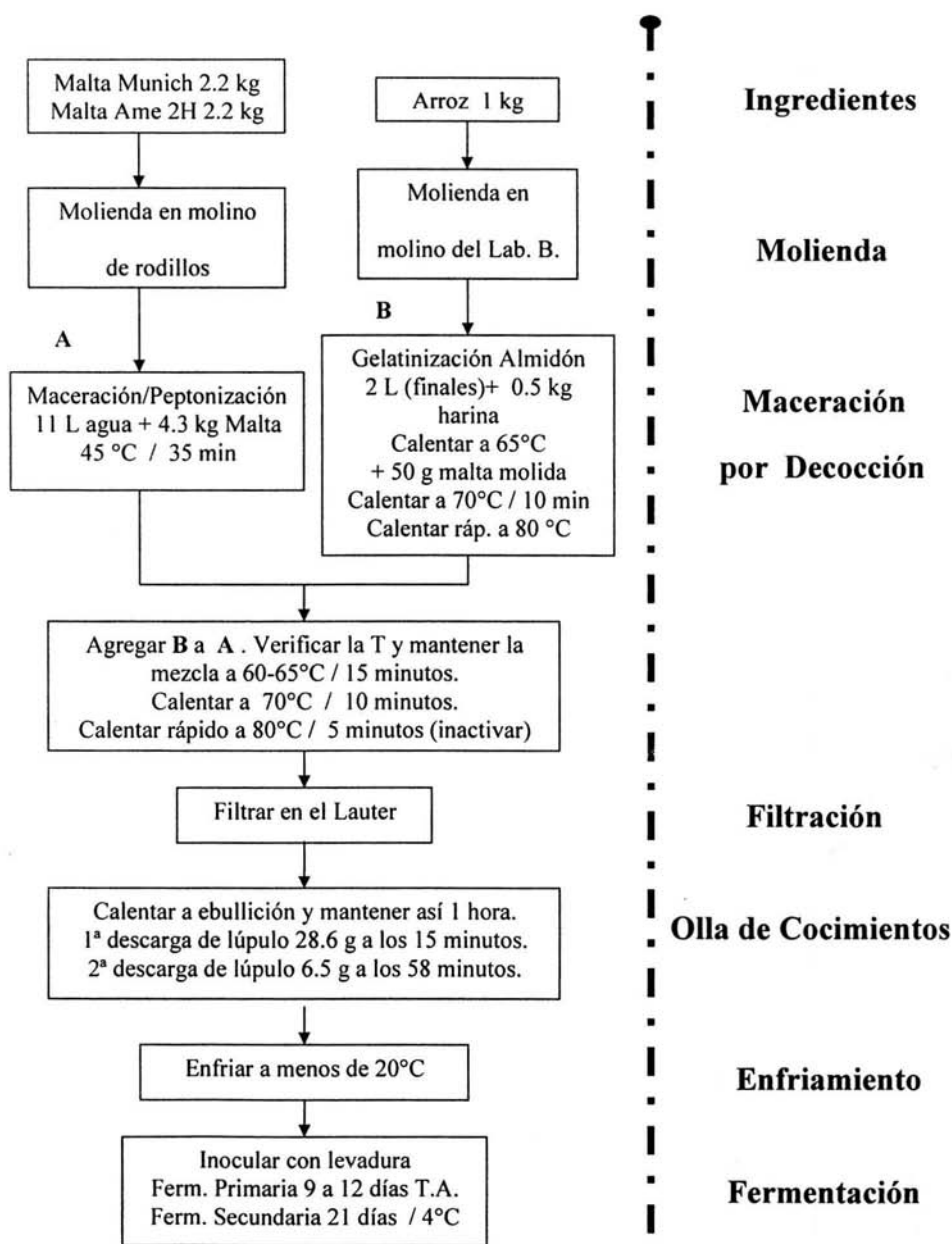 Malta Munich 2.2 kg
Malta Ame 2H 2.2 kg
Arroz 1 kg
Ingredientes
Molienda en molino
de rodillos
Molienda en
molino del Lab. B.
Molienda
A
B
Maceración/Peptonización
11 L agua + 4.3 kg Malta
45 °C / 35 min
Gelatinización Almidón
2 L (finales)+ 0.5 kg
harina
Calentar a 65°C
+ 50 g malta molida
Calentar a 70°C / 10 min
Calentar ráp. a 80 °C
Maceración
por Decocción
Agregar B a A . Verificar la T y mantener la
mezcla a 60-65°C / 15 minutos.
Calentar a 70°C / 10 minutos.
Calentar rápido a 80°C / 5 minutos (inactivar)
Filtrar en el Lauter
Filtración
Calentar a ebullición y mantener así 1 hora.
1ª descarga de lúpulo 28.6 g a los 15 minutos.
2ª descarga de lúpulo 6.5 g a los 58 minutos.
Olla de Cocimientos
Enfriar a menos de 20°C
Enfriamiento
Inocular con levadura
Ferm. Primaria 9 a 12 días T.A.
Ferm. Secundaria 21 días / 4°C
Fermentación